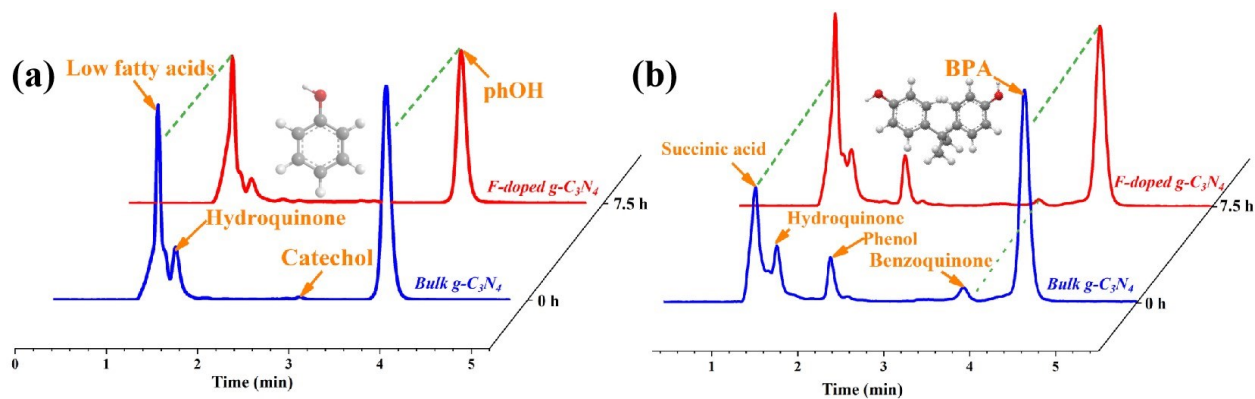 (a)
Low fatty acids
phOH
F-doped g-C₃N₄
7.5 h
Hydroquinone
Catechol
Bulk g-C₃N₄
0 h
0 1 2 3 4 5
Time (min)
(b)
BPA
Succinic acid
F-doped g-C₃N₄
7.5 h
Hydroquinone
Phenol
Benzoquinone
Bulk g-C₃N₄
0 h
1 2 3 4 5
Time (min)